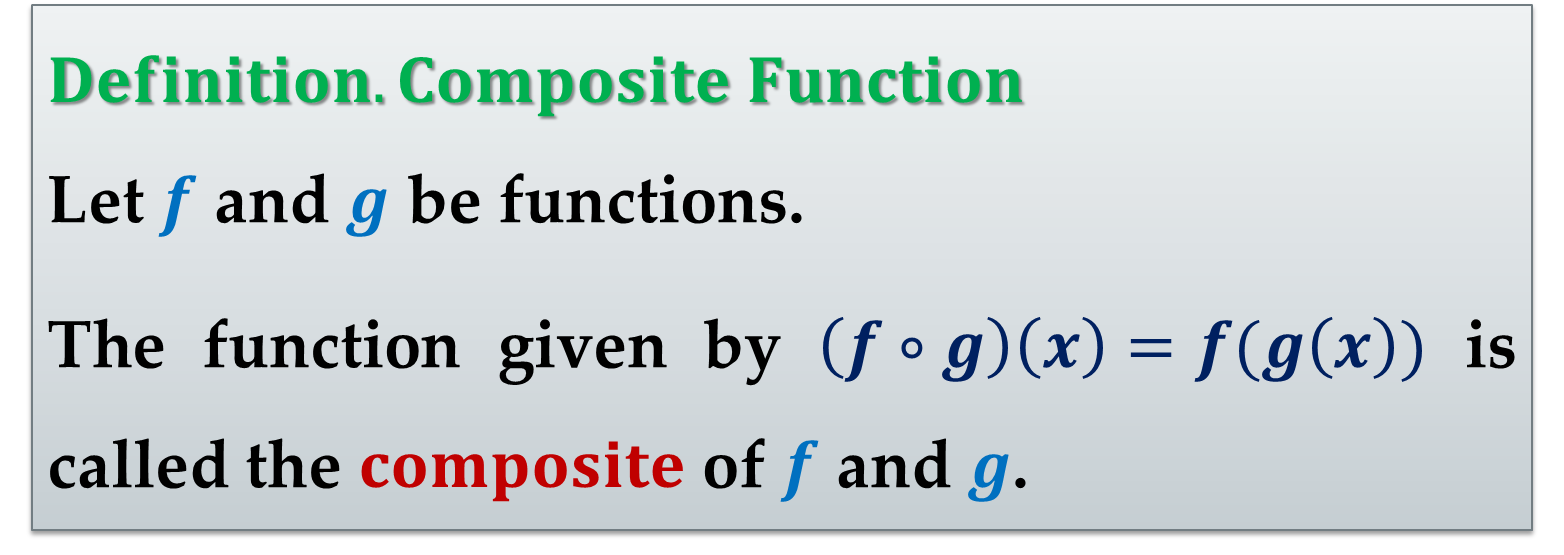 Definition. Composite Function
Let f and g be functions.
The function given by (f ∘ g)(x) = f(g(x)) is
called the composite of f and g.